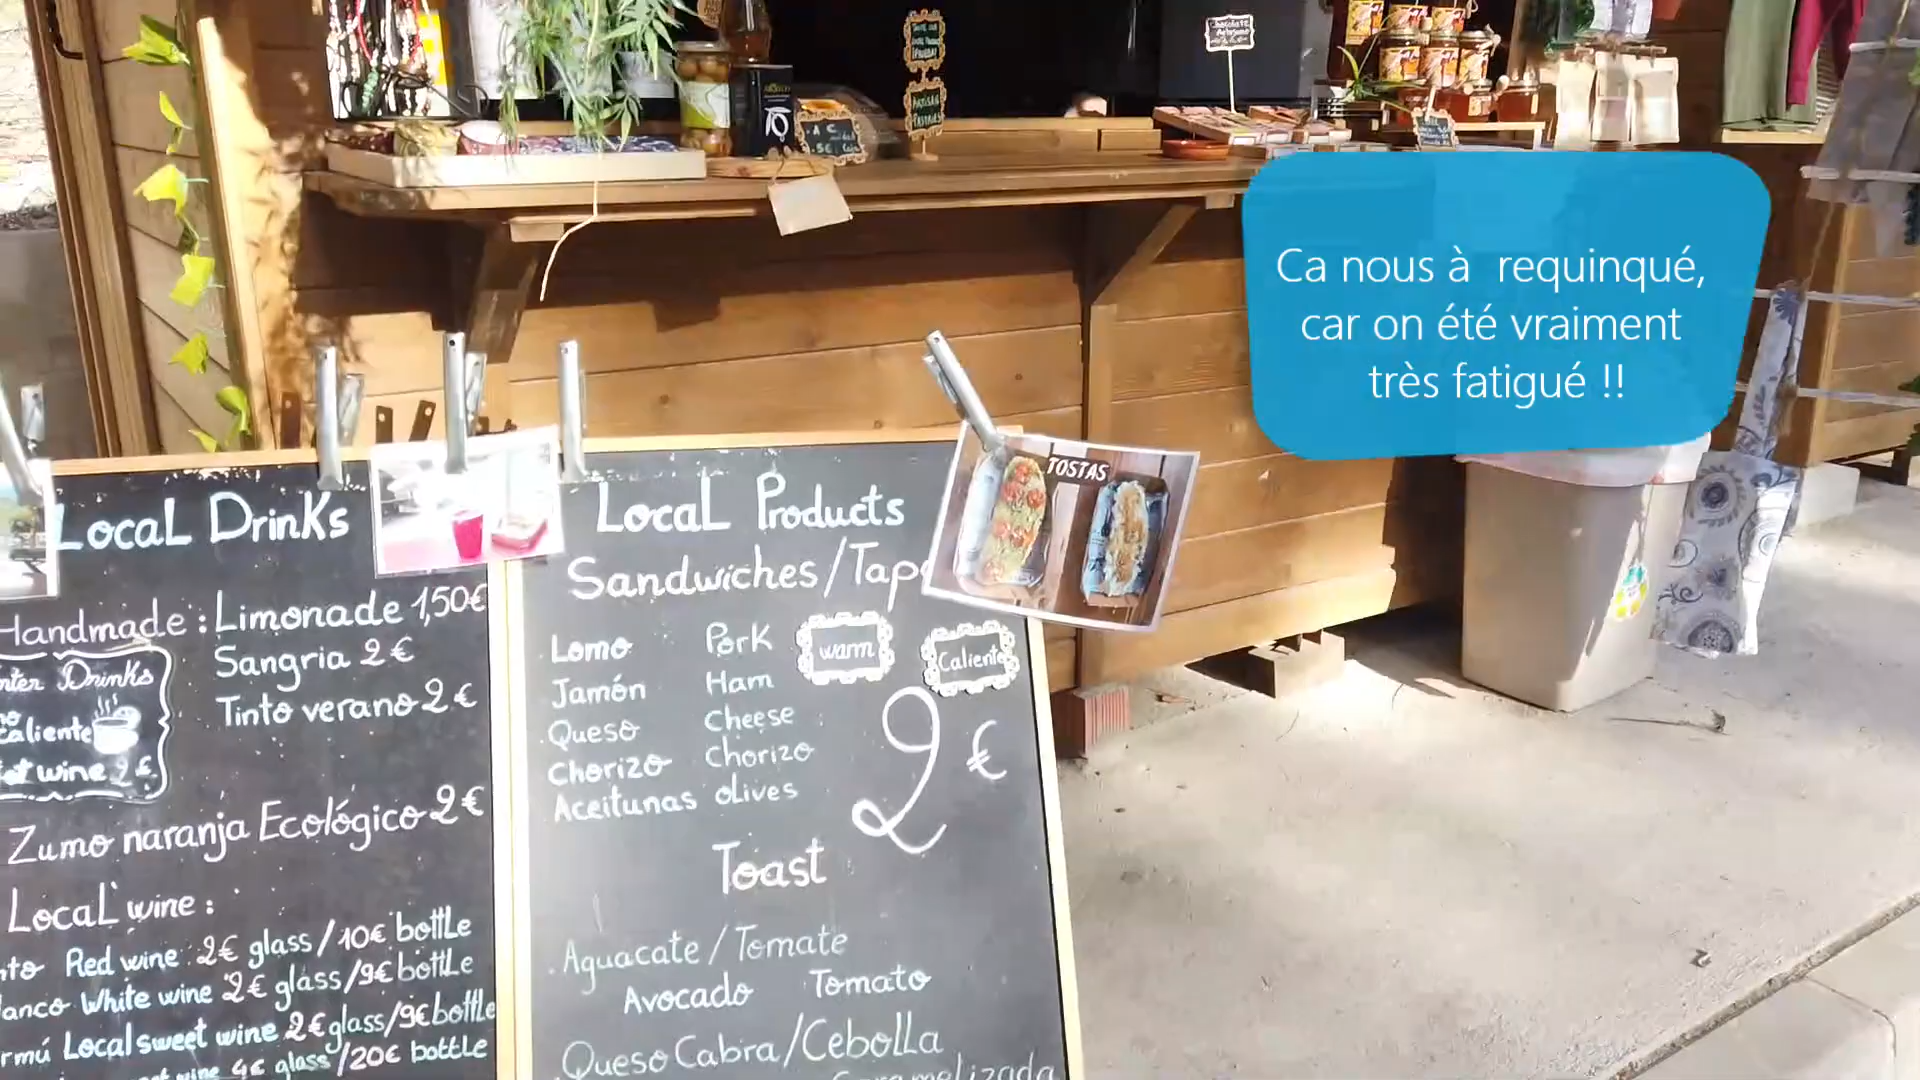 Ca nous à requinqué,
car on été vraiment
très fatigué !!
TOSTAS
Local Drinks
Handmade : Limonade 1,50€
Sangria 2€
Tinto verano 2€
Drinks
Caliente
wine 2€
Zumo naranja Ecológico 2€
Local wine :
Red wine : 2€ glass / 10€ bottle
White wine 2€ glass / 9€ bottle
Local sweet wine 2€ glass / 9€ bottle
4€ glass / 20€ bottle
Local Products
Sandwiches / Tap
Lomo Pork warm Caliente
Jamón Ham
Queso Cheese
Chorizo Chorizo
Aceitunas olives
2€
Toast
Aguacate / Tomate
Avocado Tomato
Queso Cabra / Cebolla
Caramelizada